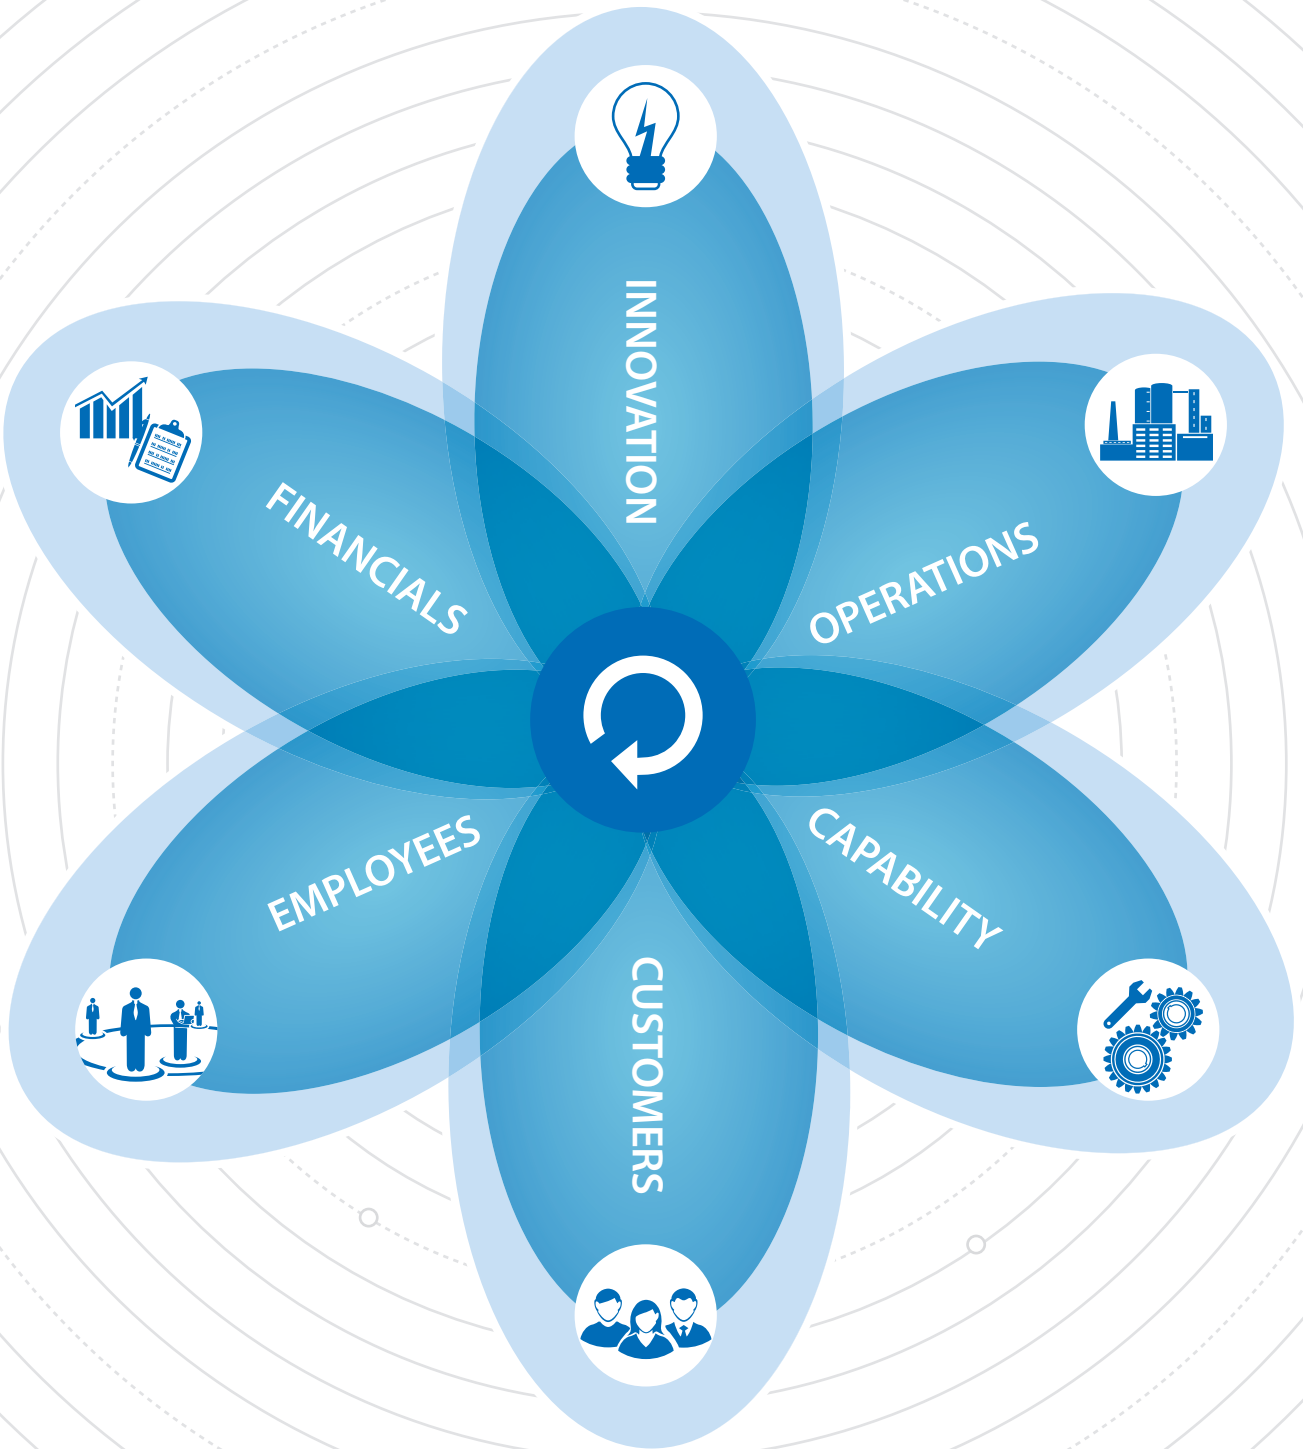 INNOVATION
OPERATIONS
CAPABILITY
CUSTOMERS
EMPLOYEES
FINANCIALS